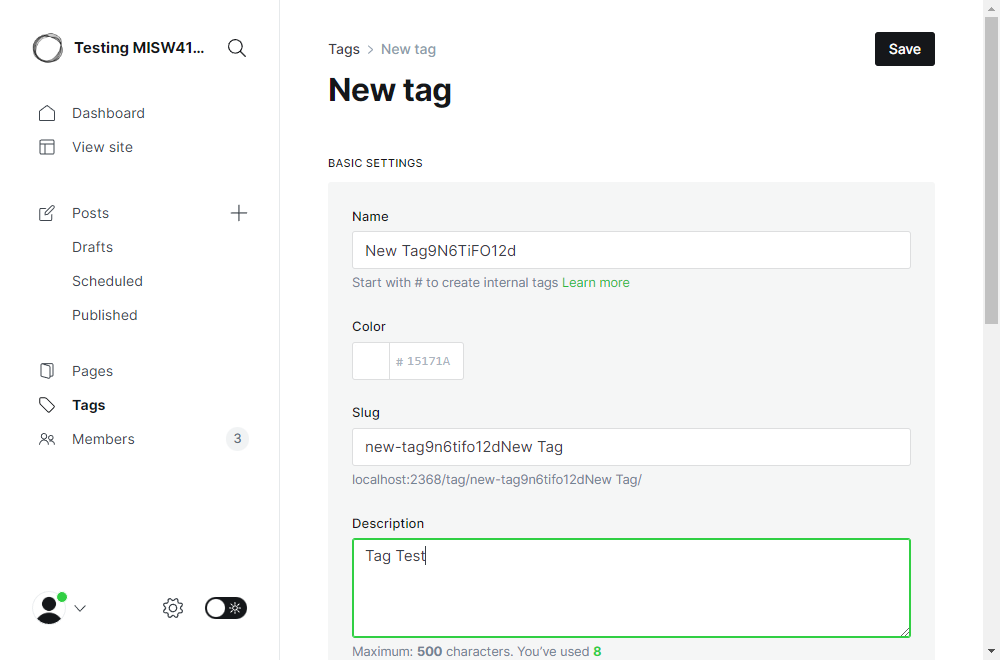 Testing MISW41...
Dashboard
View site
Posts
Drafts
Scheduled
Published
Pages
Tags
Members 3
Tags > New tag
Save
New tag
BASIC SETTINGS
Name
New Tag9N6TiFO12d
Start with # to create internal tags Learn more
Color
# 15171A
Slug
new-tag9n6tifo12dNew Tag
localhost:2368/tag/new-tag9n6tifo12dNew Tag/
Description
Tag Test
Maximum: 500 characters. You’ve used 8